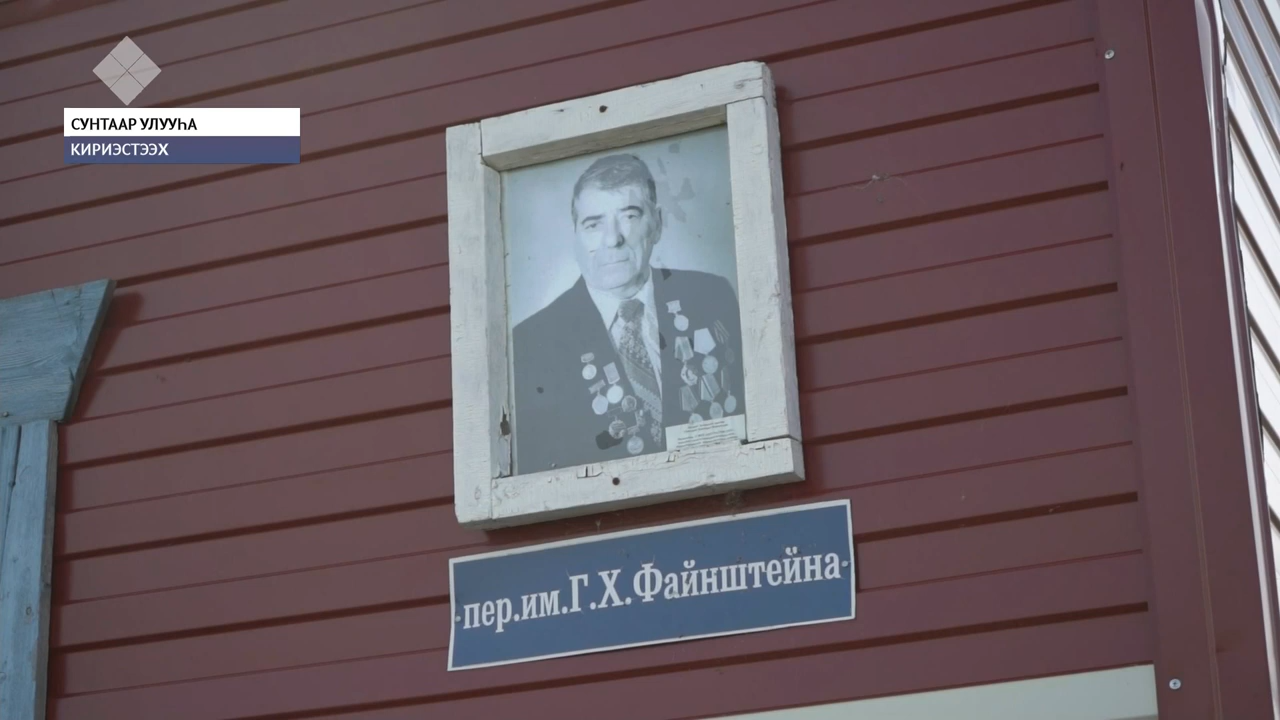 СУНТААР УЛУУҺА
КИРИЭСТЭЭХ
пер.им.Г.Х.Файнштейна